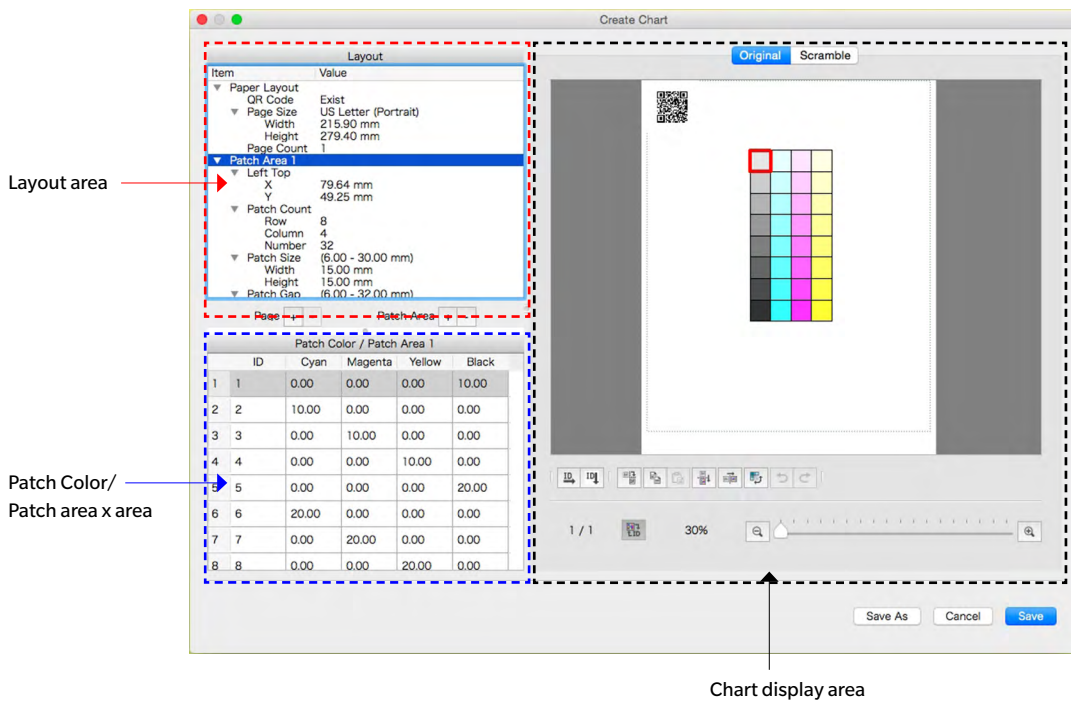 Create Chart
Layout
Item Value
Paper Layout
QR Code Exist
Page Size US Letter (Portrait)
Width 215.90 mm
Height 279.40 mm
Page Count 1
Patch Area 1
Left Top
X 79.64 mm
Y 49.25 mm
Patch Count
Row 8
Column 4
Number 32
Patch Size (6.00 - 30.00 mm)
Width 15.00 mm
Height 15.00 mm
Patch Gap (6.00 - 32.00 mm)
Page + - Patch Area + -
Layout area
Patch Color / Patch Area 1
ID Cyan Magenta Yellow Black
1 1 0.00 0.00 0.00 10.00
2 2 10.00 0.00 0.00 0.00
3 3 0.00 10.00 0.00 0.00
4 4 0.00 0.00 10.00 0.00
5 5 0.00 0.00 0.00 20.00
6 6 20.00 0.00 0.00 0.00
7 7 0.00 20.00 0.00 0.00
8 8 0.00 0.00 20.00 0.00
Patch Color/
Patch area x area
Original Scramble
ID ID
1 / 1 30%
Save As Cancel Save
Chart display area